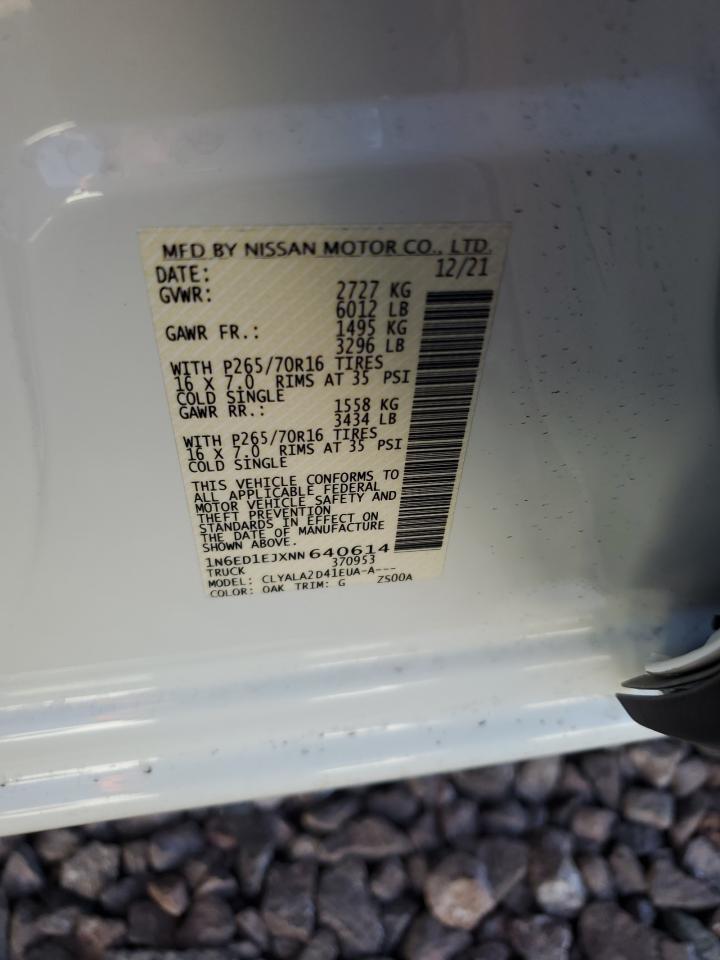 MFD BY NISSAN MOTOR CO., LTD.
DATE: 12/21
GVWR: 2727 KG
6012 LB
GAWR FR.: 1495 KG
3296 LB
WITH P265/70R16 TIRES
16 X 7.0 RIMS AT 35 PSI
COLD SINGLE
GAWR RR.: 1558 KG
3434 LB
WITH P265/70R16 TIRES
16 X 7.0 RIMS AT 35 PSI
COLD SINGLE
THIS VEHICLE CONFORMS TO
ALL APPLICABLE FEDERAL
MOTOR VEHICLE SAFETY AND
THEFT PREVENTION
STANDARDS IN EFFECT ON
THE DATE OF MANUFACTURE
SHOWN ABOVE.
1N6ED1EJXNN 640614
TRUCK 370953
MODEL: CLYALA2D41EUA-A---
COLOR: OAK TRIM: G ZS00A